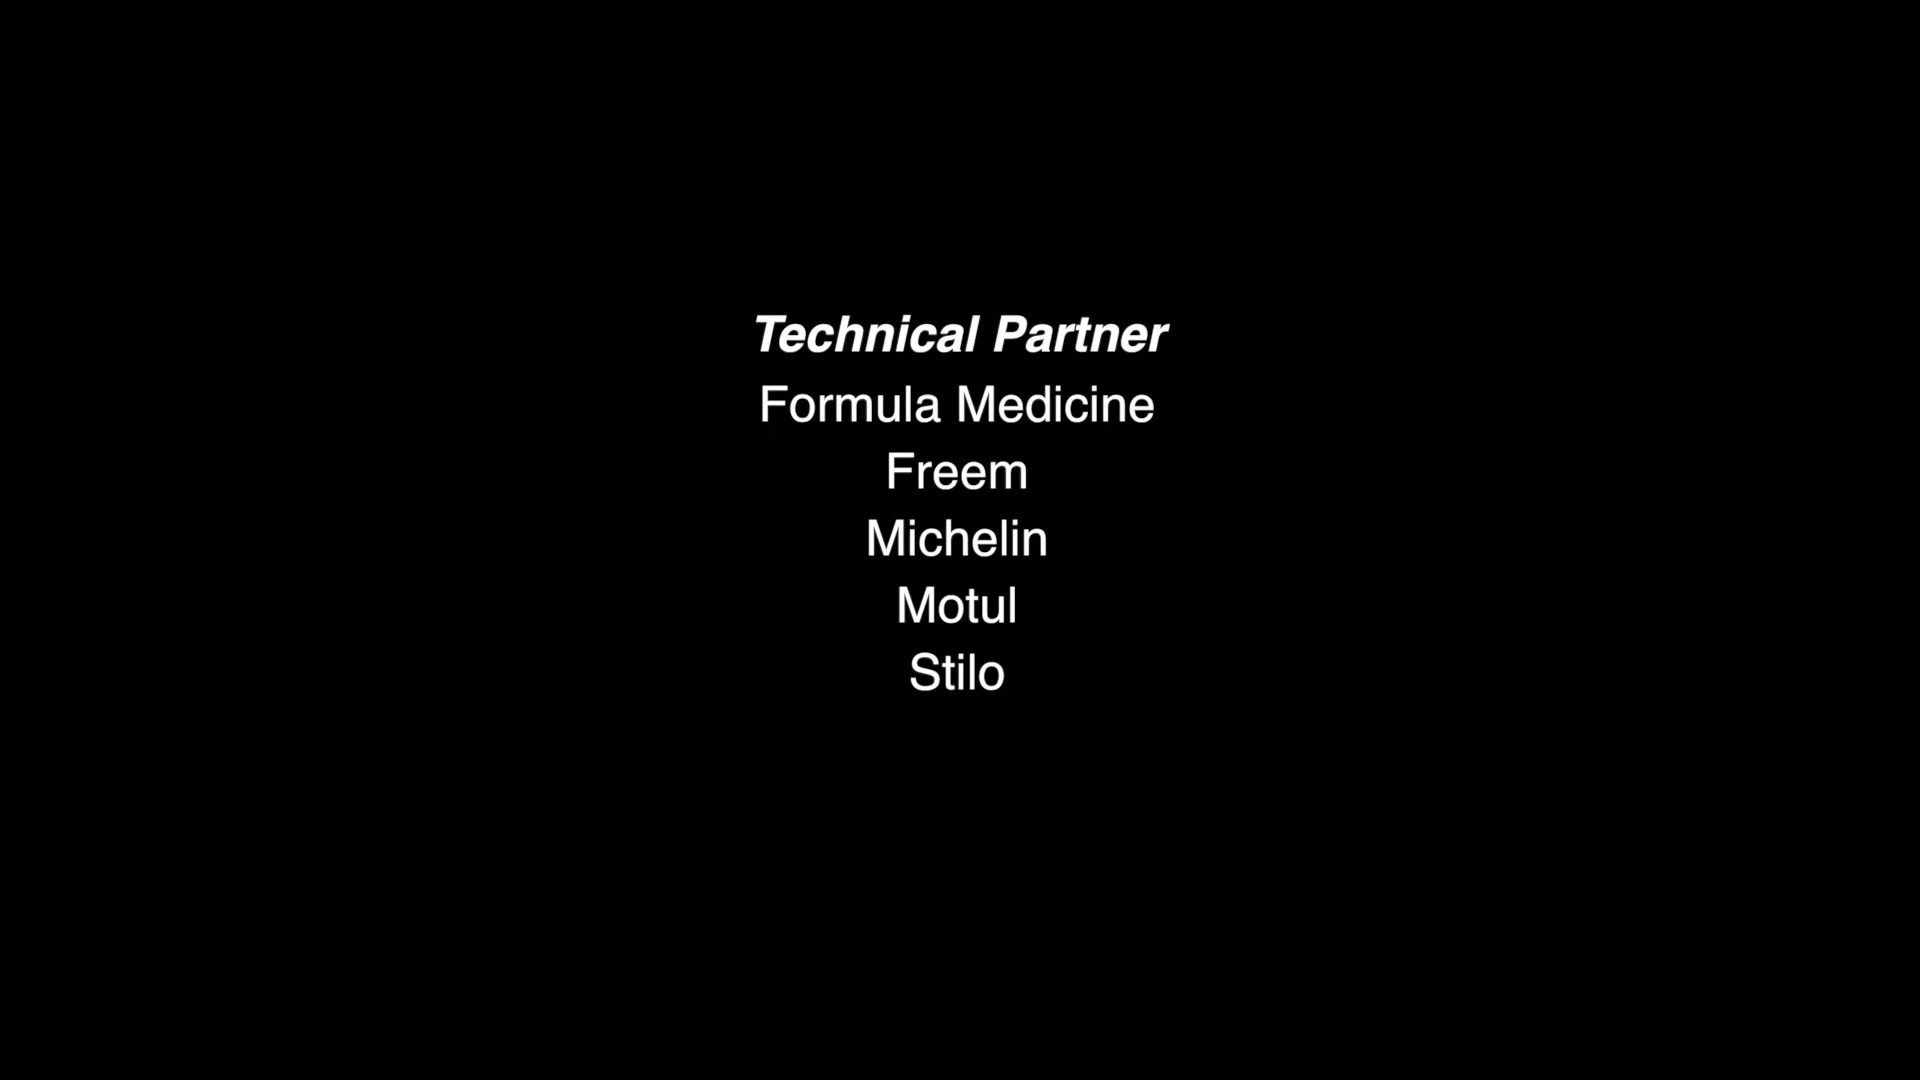 Technical Partner
Formula Medicine
Freem
Michelin
Motul
Stilo